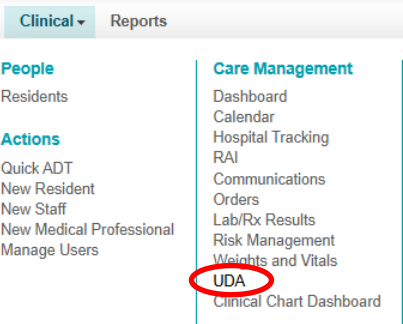 Clinical Reports
People
Residents
Actions
Quick ADT
New Resident
New Staff
New Medical Professional
Manage Users
Care Management
Dashboard
Calendar
Hospital Tracking
RAI
Communications
Orders
Lab/Rx Results
Risk Management
Weights and Vitals
UDA
Clinical Chart Dashboard